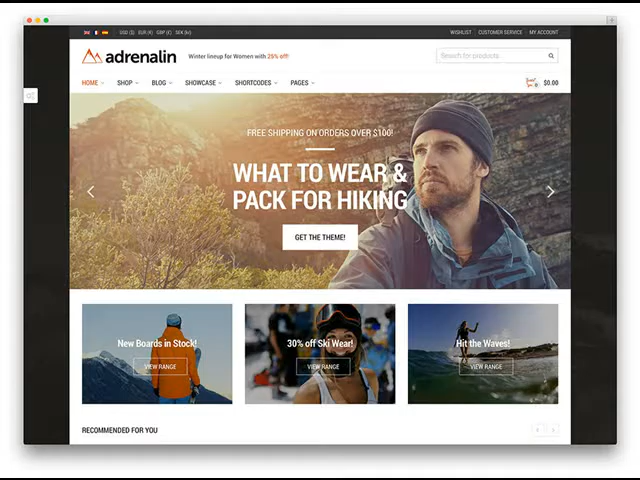 USD ($) EUR (€) GBP (£) SEK (kr)
WISHLIST CUSTOMER SERVICE MY ACCOUNT
adrenalin
Winter lineup for Women with 25% off!
Search for products
HOME SHOP BLOG SHOWCASE SHORTCODES PAGES
0 $0.00
FREE SHIPPING ON ORDERS OVER $100!
WHAT TO WEAR &
PACK FOR HIKING
GET THE THEME!
New Boards in Stock!
VIEW RANGE
30% off Ski Wear!
VIEW RANGE
Hit the Waves!
VIEW RANGE
RECOMMENDED FOR YOU